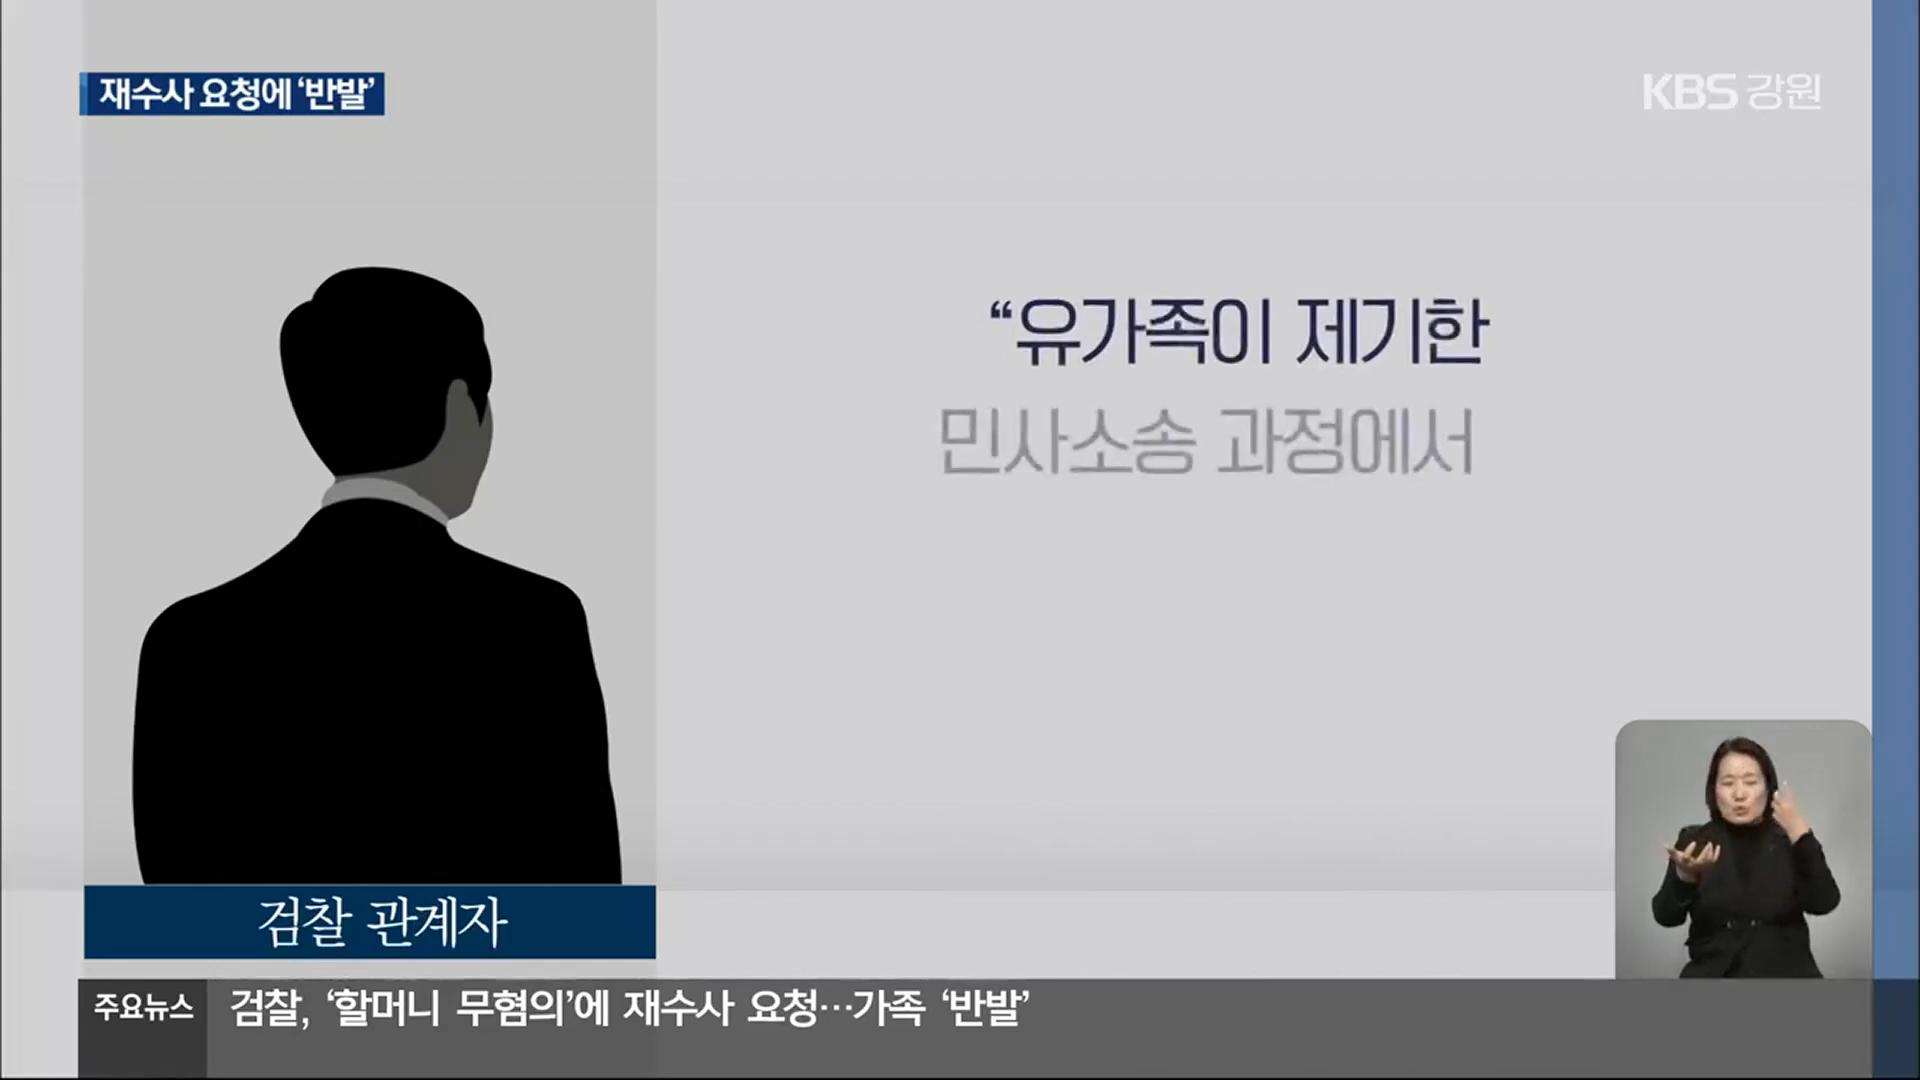 재수사 요청에 ‘반발’
KBS 강원
“유가족이 제기한
민사소송 과정에서
검찰 관계자
주요뉴스
검찰, ‘할머니 무혐의’에 재수사 요청…가족 ‘반발’